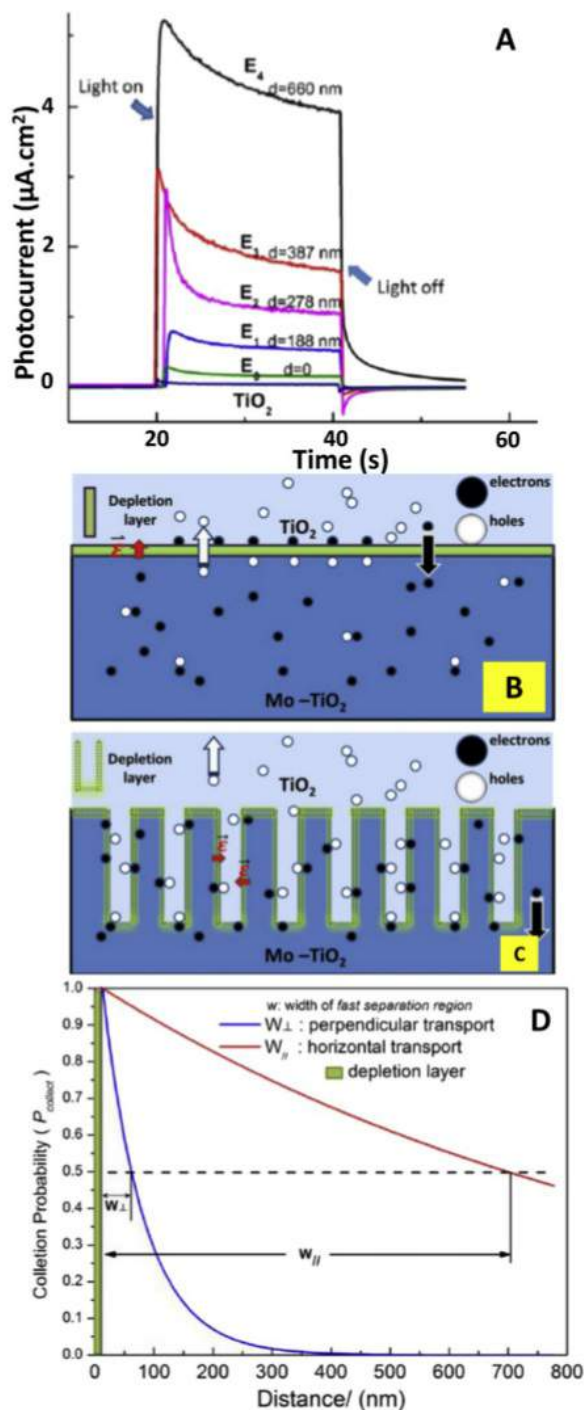 A
Light on
E4 d=660 nm
E3 d=387 nm
E2 d=278 nm
E1 d=188 nm
E0 d=0
TiO2
Light off
Photocurrent (µA.cm²)
4
2
0
20
40
60
Time (s)
Depletion
layer
TiO2
electrons
holes
Mo –TiO2
B
Depletion
layer
TiO2
electrons
holes
Mo –TiO2
C
D
w: width of fast separation region
W⊥ : perpendicular transport
W// : horizontal transport
depletion layer
Colletion Probability ( Pcollect )
1.0
0.9
0.8
0.7
0.6
0.5
0.4
0.3
0.2
0.1
0.0
W⊥
w//
0 100 200 300 400 500 600 700 800
Distance/ (nm)